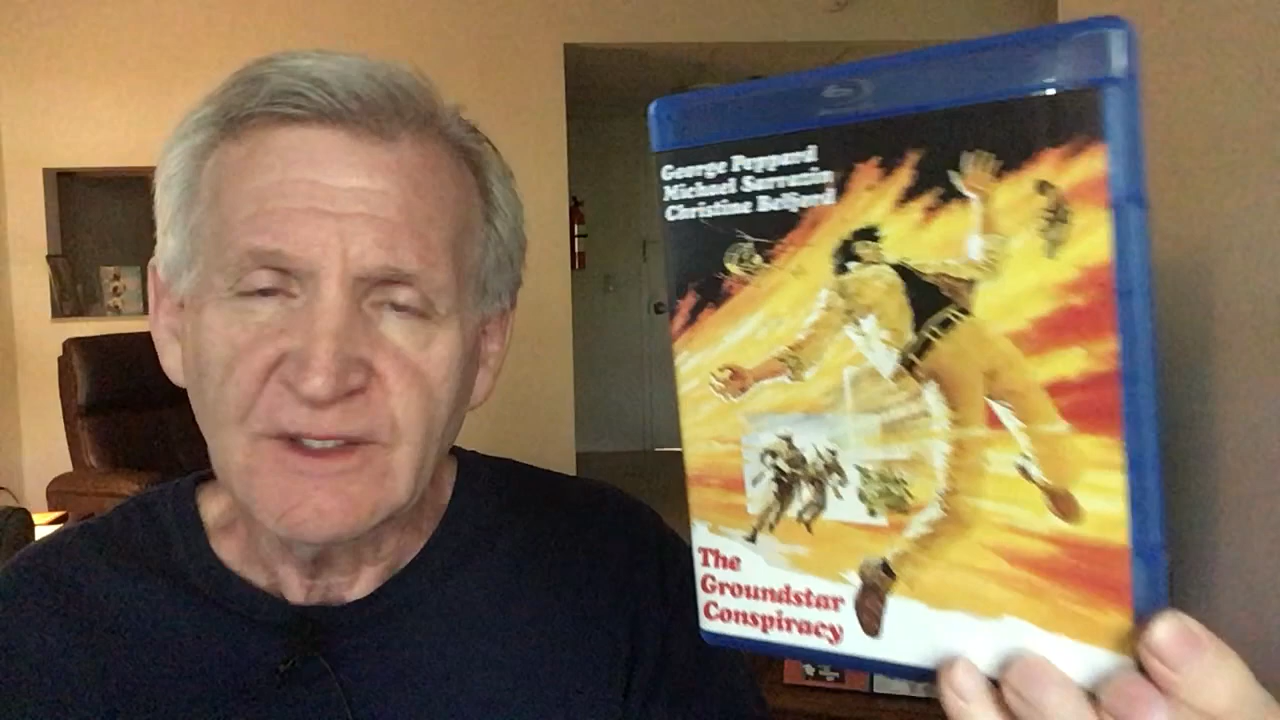 George Peppard
Michael Sarrazin
Christine Belford
The
Groundstar
Conspiracy